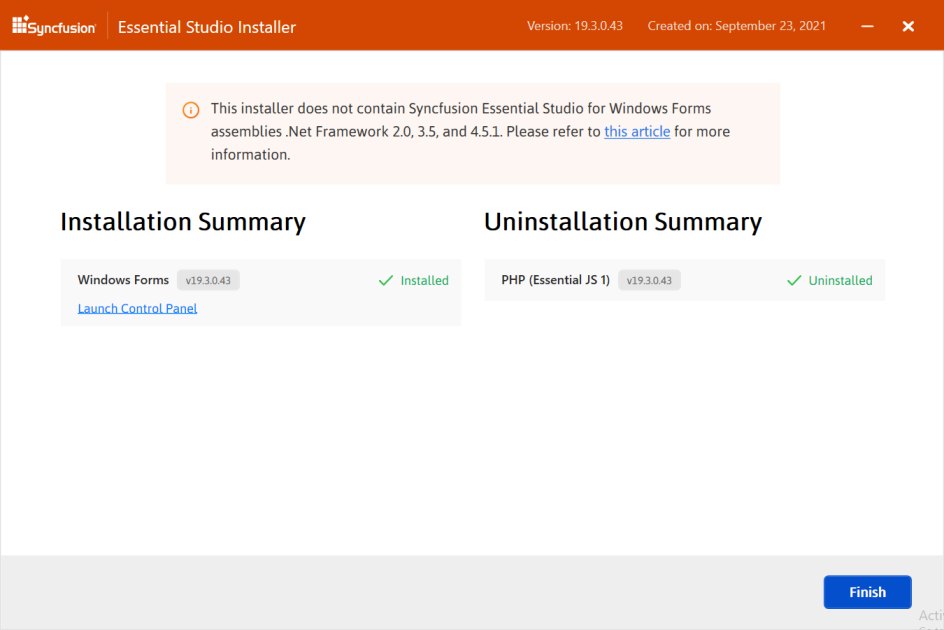 Syncfusion
Essential Studio Installer
Version: 19.3.0.43
Created on: September 23, 2021
This installer does not contain Syncfusion Essential Studio for Windows Forms
assemblies .Net Framework 2.0, 3.5, and 4.5.1. Please refer to this article for more
information.
Installation Summary
Windows Forms v19.3.0.43 Installed
Launch Control Panel
Uninstallation Summary
PHP (Essential JS 1) v19.3.0.43 Uninstalled
Finish
Acti